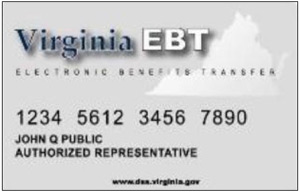 Virginia EBT
ELECTRONIC BENEFITS TRANSFER
1234 5612 3456 7890
JOHN Q PUBLIC
AUTHORIZED REPRESENTATIVE
www.dss.virginia.gov